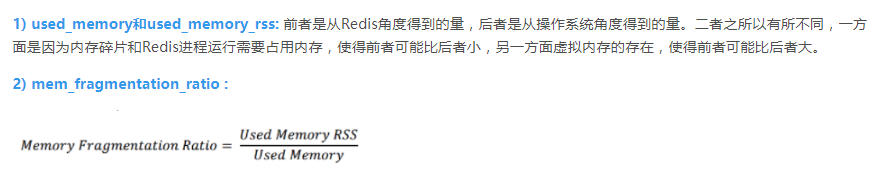 1) used_memory和used_memory_rss: 前者是从Redis角度得到的量，后者是从操作系统角度得到的量。二者之所以有所不同，一方
面是因为内存碎片和Redis进程运行需要占用内存，使得前者可能比后者小，另一方面虚拟内存的存在，使得前者可能比后者大。
2) mem_fragmentation_ratio :
Memory Fragmentation Ratio = Used Memory RSS / Used Memory